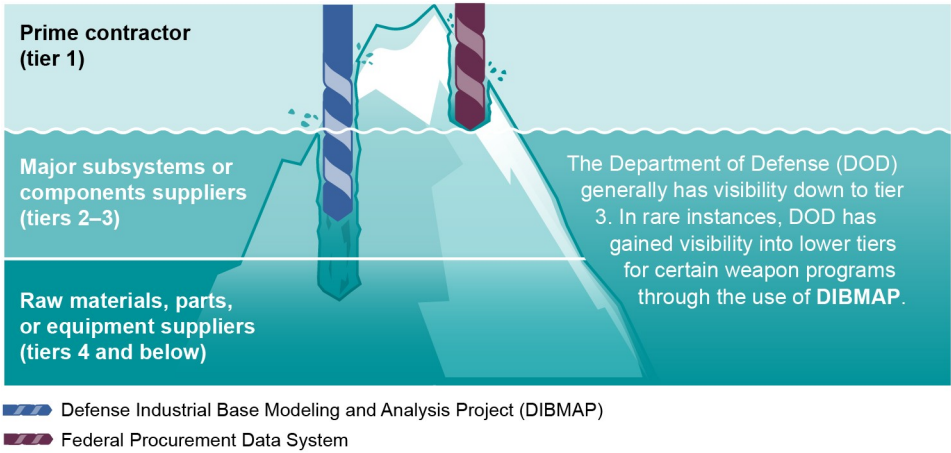 Prime contractor
(tier 1)
Major subsystems or
components suppliers
(tiers 2–3)
The Department of Defense (DOD)
generally has visibility down to tier
3. In rare instances, DOD has
gained visibility into lower tiers
for certain weapon programs
through the use of DIBMAP.
Raw materials, parts,
or equipment suppliers
(tiers 4 and below)
Defense Industrial Base Modeling and Analysis Project (DIBMAP)
Federal Procurement Data System